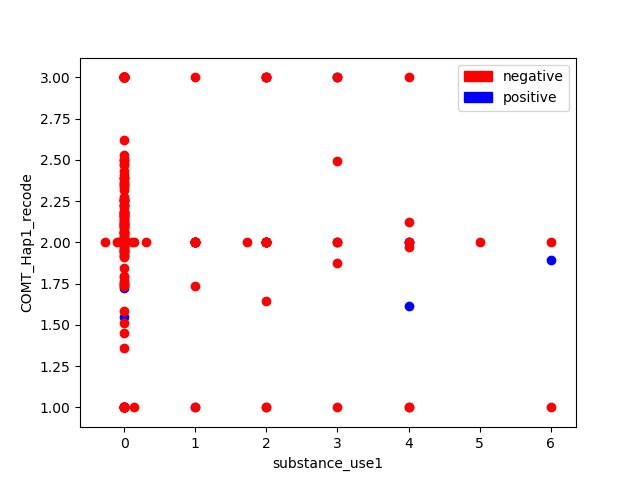 3.00
2.75
2.50
2.25
2.00
1.75
1.50
1.25
1.00
COMT_Hap1_recode
0 1 2 3 4 5 6
substance_use1
negative
positive